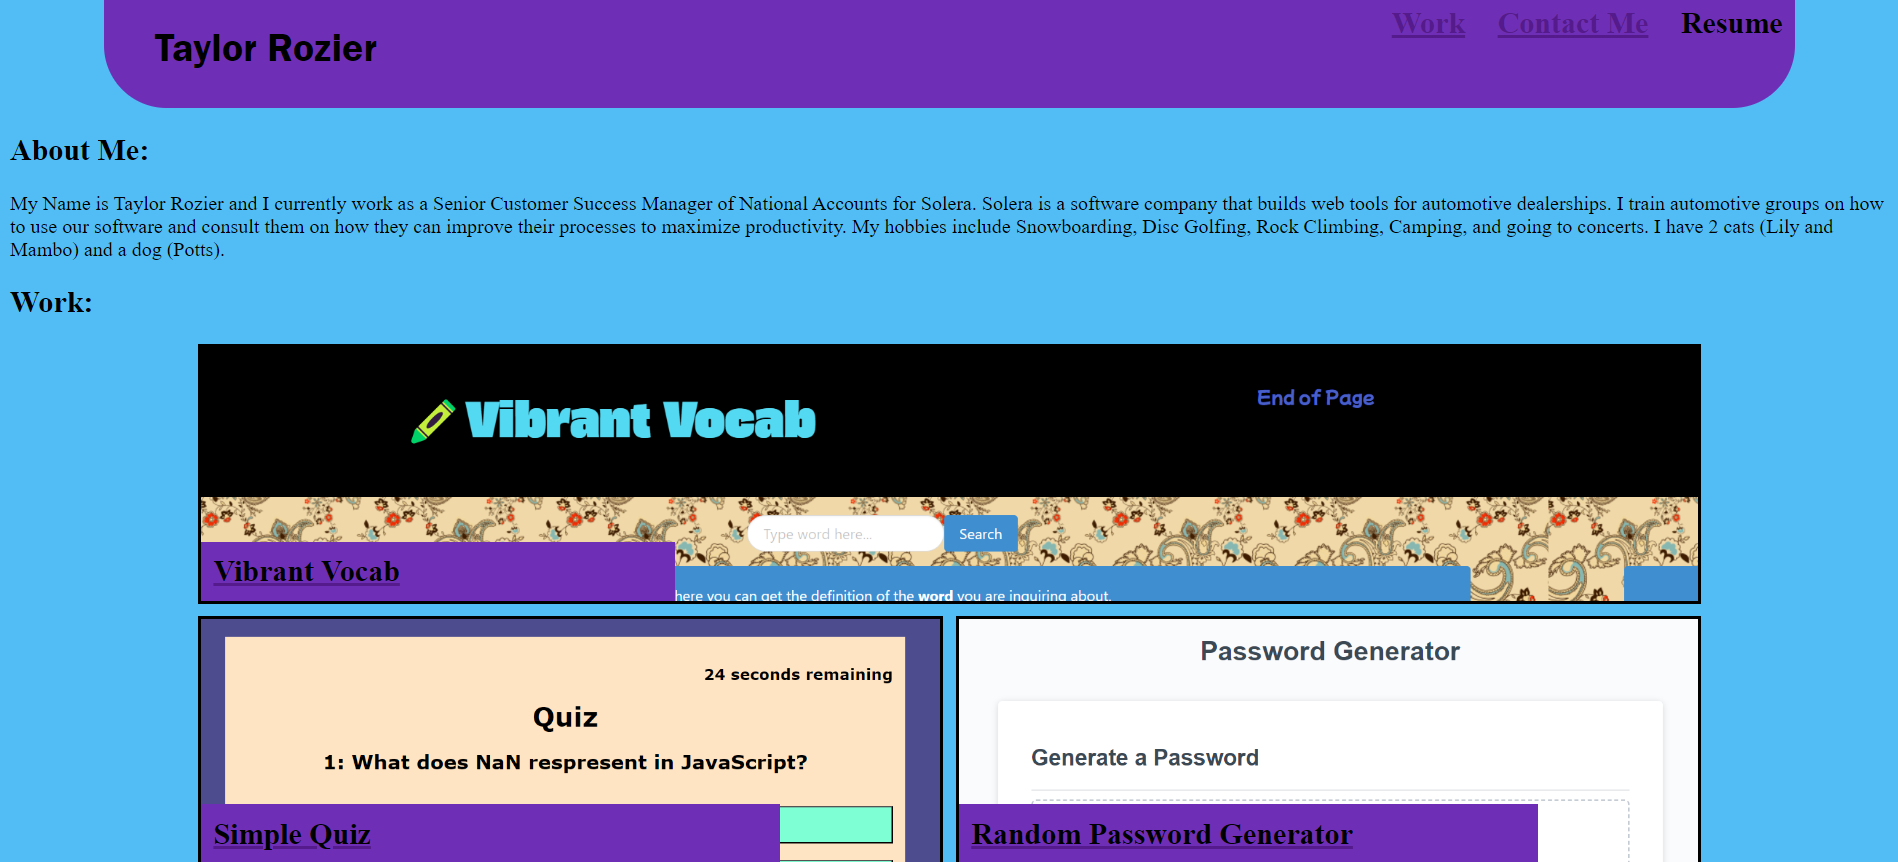 Taylor Rozier
Work Contact Me Resume
About Me:
My Name is Taylor Rozier and I currently work as a Senior Customer Success Manager of National Accounts for Solera. Solera is a software company that builds web tools for automotive dealerships. I train automotive groups on how
to use our software and consult them on how they can improve their processes to maximize productivity. My hobbies include Snowboarding, Disc Golfing, Rock Climbing, Camping, and going to concerts. I have 2 cats (Lily and
Mambo) and a dog (Potts).
Work:
Vibrant Vocab
End of Page
Type word here...
Search
Vibrant Vocab
here you can get the definition of the word you are inquiring about.
24 seconds remaining
Quiz
1: What does NaN respresent in JavaScript?
Simple Quiz
Password Generator
Generate a Password
Random Password Generator